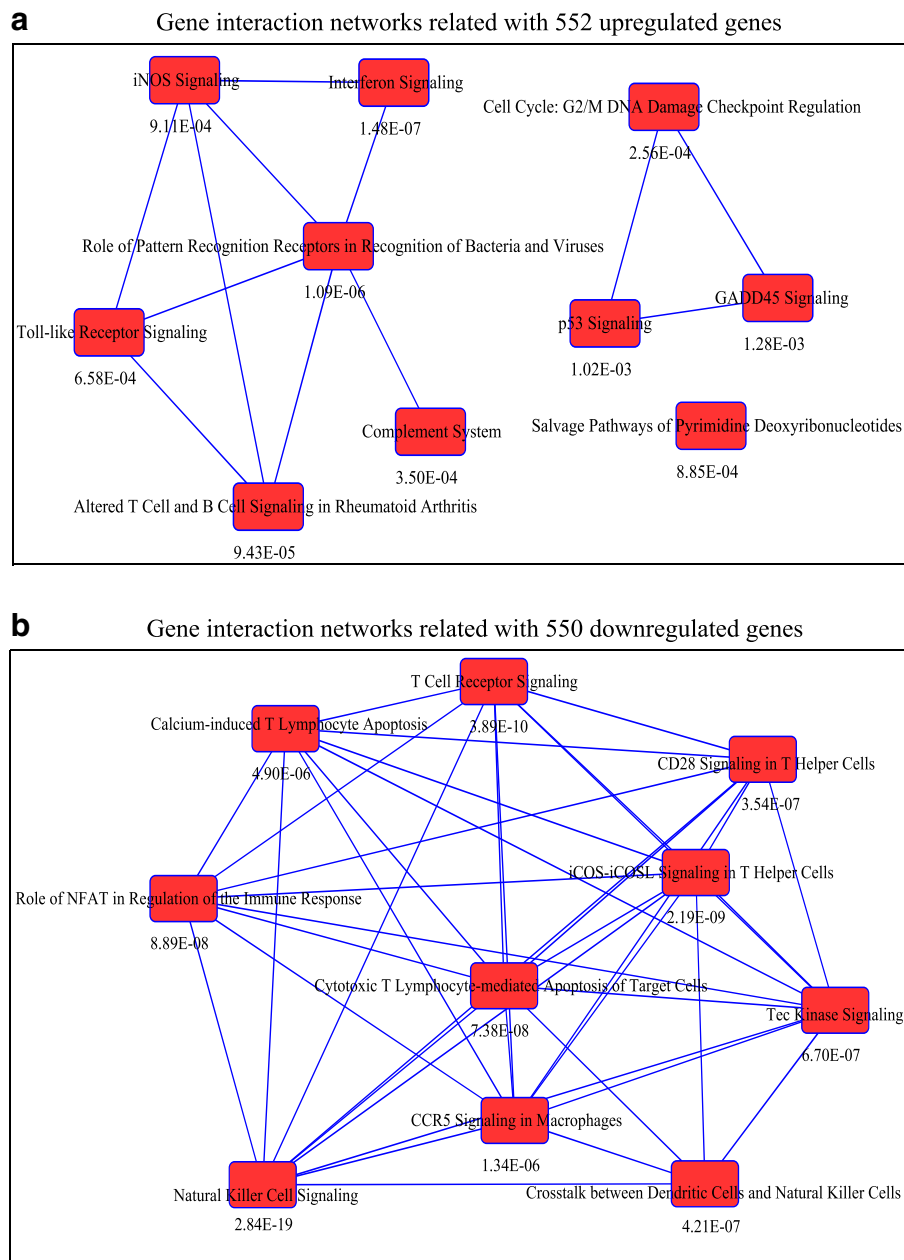 a
Gene interaction networks related with 552 upregulated genes
iNOS Signaling
9.11E-04
Interferon Signaling
1.48E-07
Cell Cycle: G2/M DNA Damage Checkpoint Regulation
2.56E-04
Role of Pattern Recognition Receptors in Recognition of Bacteria and Viruses
1.09E-06
GADD45 Signaling
1.28E-03
p53 Signaling
1.02E-03
Toll-like Receptor Signaling
6.58E-04
Complement System
3.50E-04
Salvage Pathways of Pyrimidine Deoxyribonucleotides
8.85E-04
Altered T Cell and B Cell Signaling in Rheumatoid Arthritis
9.43E-05
b
Gene interaction networks related with 550 downregulated genes
T Cell Receptor Signaling
3.89E-10
Calcium-induced T Lymphocyte Apoptosis
4.90E-06
CD28 Signaling in T Helper Cells
3.54E-07
iCOS-iCOSL Signaling in T Helper Cells
2.19E-09
Role of NFAT in Regulation of the Immune Response
8.89E-08
Cytotoxic T Lymphocyte-mediated Apoptosis of Target Cells
7.38E-08
Tec Kinase Signaling
6.70E-07
CCR5 Signaling in Macrophages
1.34E-06
Natural Killer Cell Signaling
2.84E-19
Crosstalk between Dendritic Cells and Natural Killer Cells
4.21E-07